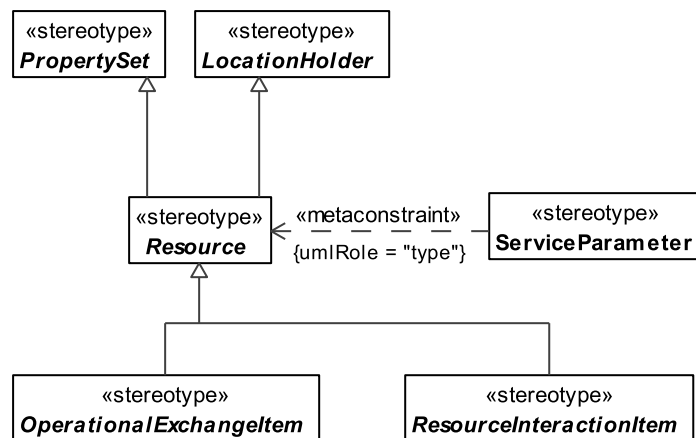 «stereotype»
PropertySet
«stereotype»
LocationHolder
«stereotype»
Resource
«metaconstraint»
{umlRole = "type"}
«stereotype»
ServiceParameter
«stereotype»
OperationalExchangeItem
«stereotype»
ResourceInteractionItem